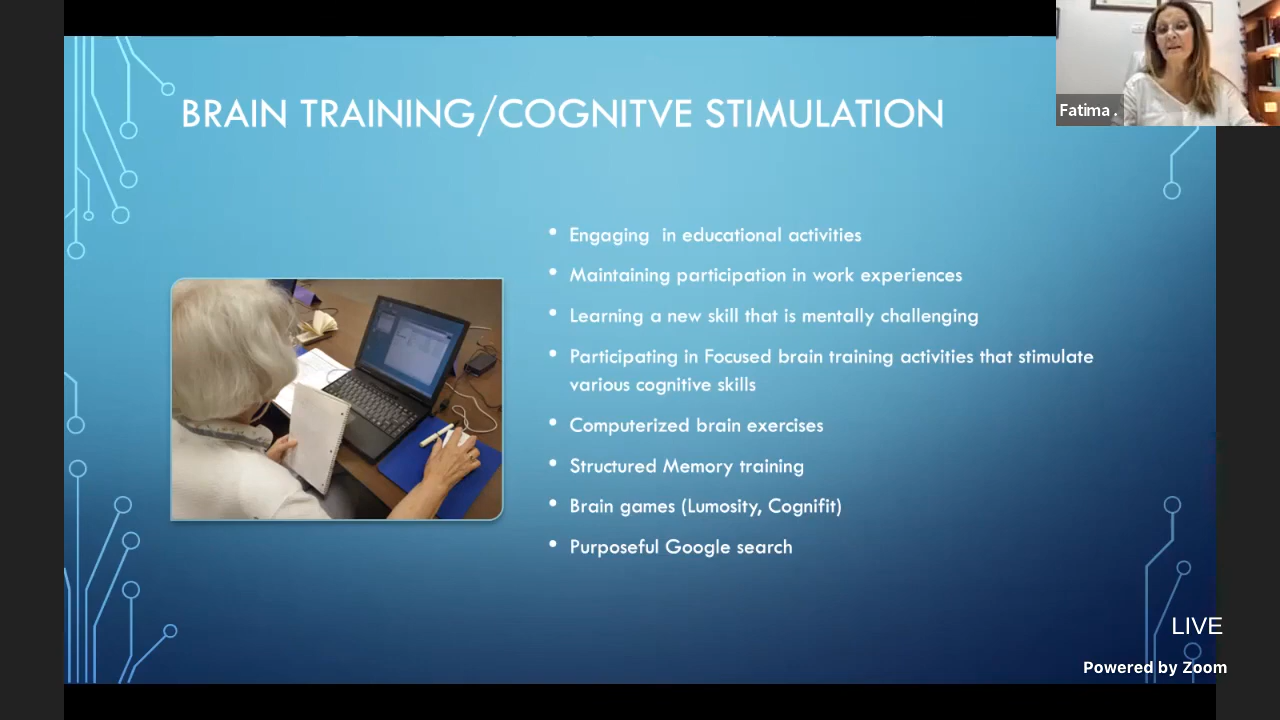 Fatima .
BRAIN TRAINING/COGNITVE STIMULATION
• Engaging  in educational activities
• Maintaining participation in work experiences
• Learning a new skill that is mentally challenging
• Participating in Focused brain training activities that stimulate
various cognitive skills
• Computerized brain exercises
• Structured Memory training
• Brain games (Lumosity, Cognifit)
• Purposeful Google search
LIVE
Powered by Zoom